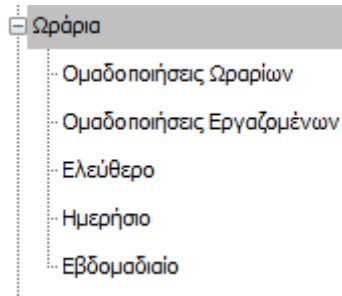 Ωράρια
Ομαδοποιήσεις Ωραρίων
Ομαδοποιήσεις Εργαζομένων
Ελεύθερο
Ημερήσιο
Εβδομαδιαίο